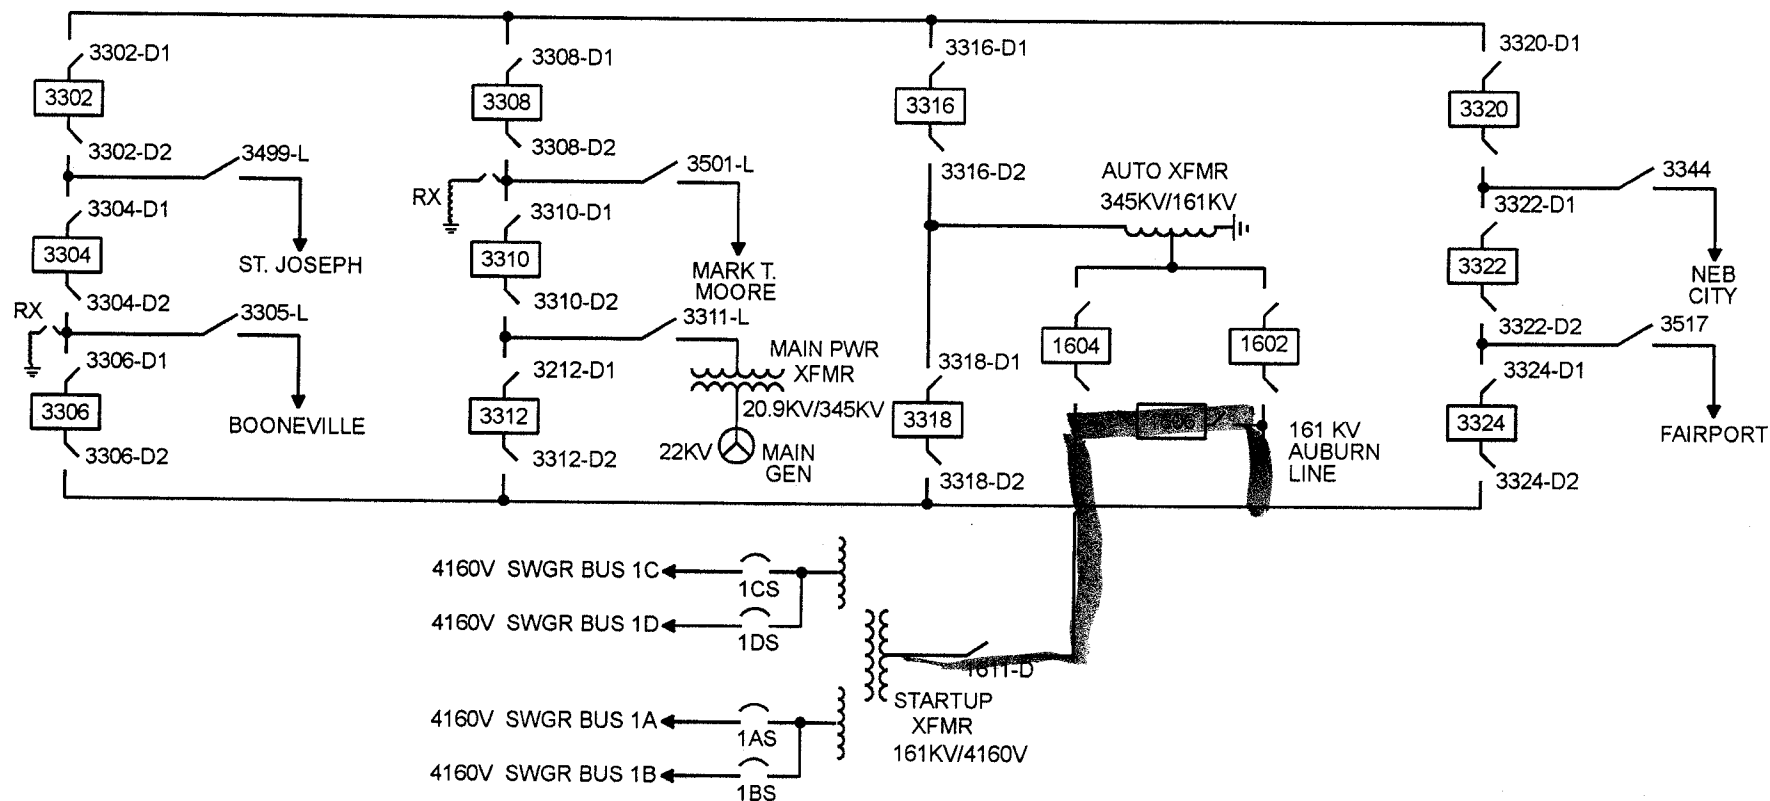 3302-D1
3302
3302-D2
3499-L
3304-D1
3304
ST. JOSEPH
3304-D2
RX
3305-L
3306-D1
3306
BOONEVILLE
3306-D2
3308-D1
3308
3308-D2
3501-L
RX
3310-D1
3310
MARK T.
MOORE
3310-D2
3311-L
3212-D1
MAIN PWR
XFMR
20.9KV/345KV
3312
3312-D2
22KV
MAIN
GEN
3316-D1
3316
3316-D2
AUTO XFMR
345KV/161KV
1604
1602
3318-D1
3318
3318-D2
161 KV
AUBURN
LINE
3320-D1
3320
3344
3322-D1
3322
NEB
CITY
3322-D2
3517
3324-D1
3324
FAIRPORT
3324-D2
4160V SWGR BUS 1C
1CS
4160V SWGR BUS 1D
1DS
1611-D
STARTUP
XFMR
161KV/4160V
4160V SWGR BUS 1A
1AS
4160V SWGR BUS 1B
1BS